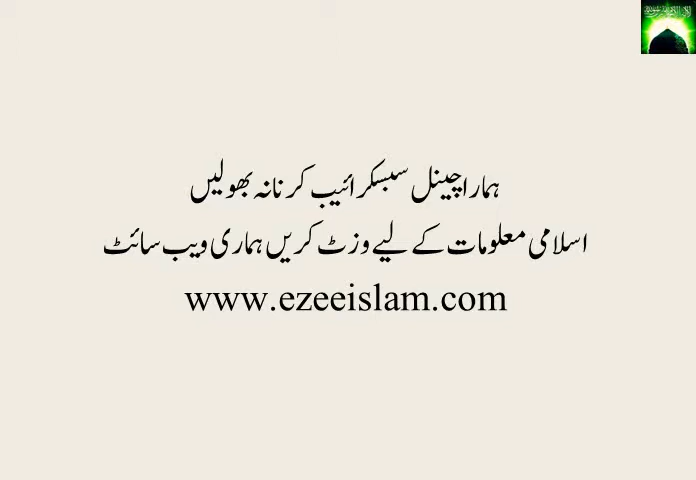 ہمارا چینل سبسکرائیب کرنا نہ بھولیں
اسلامی معلومات کے لیے وزٹ کریں ہماری ویب سائٹ
www.ezeeislam.com